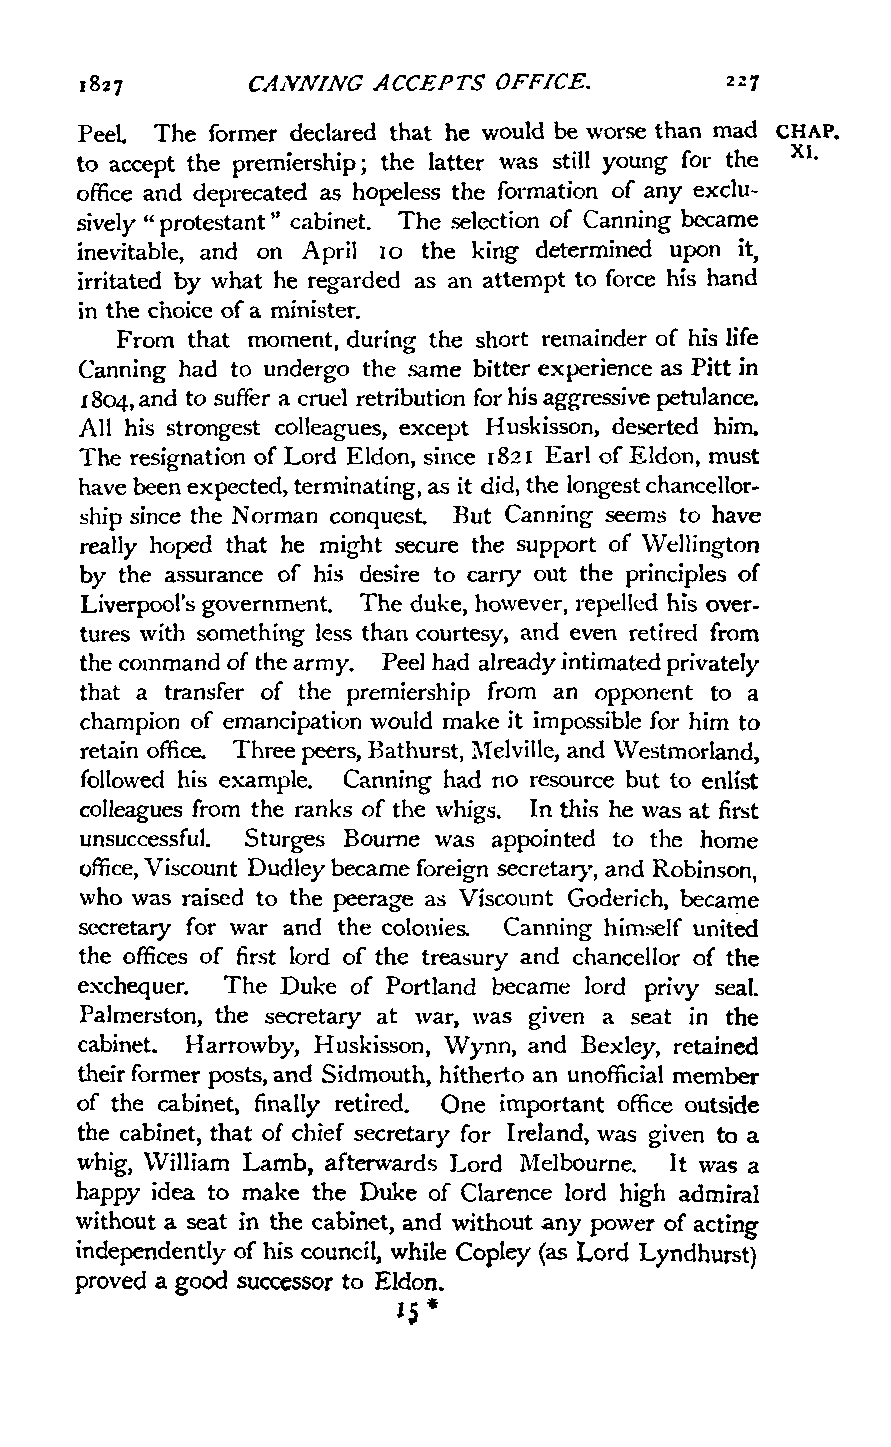 1827 CANNING ACCEPTS OFFICE. 227
Peel. The former declared that he would be worse than mad CHAP.
to accept the premiership; the latter was still young for the XI.
office and deprecated as hopeless the formation of any exclu-
sively "protestant" cabinet. The selection of Canning became
inevitable, and on April 10 the king determined upon it,
irritated by what he regarded as an attempt to force his hand
in the choice of a minister.
From that moment, during the short remainder of his life
Canning had to undergo the same bitter experience as Pitt in
1804, and to suffer a cruel retribution for his aggressive petulance.
All his strongest colleagues, except Huskisson, deserted him.
The resignation of Lord Eldon, since 1821 Earl of Eldon, must
have been expected, terminating, as it did, the longest chancellor-
ship since the Norman conquest. But Canning seems to have
really hoped that he might secure the support of Wellington
by the assurance of his desire to carry out the principles of
Liverpool's government. The duke, however, repelled his over-
tures with something less than courtesy, and even retired from
the command of the army. Peel had already intimated privately
that a transfer of the premiership from an opponent to a
champion of emancipation would make it impossible for him to
retain office. Three peers, Bathurst, Melville, and Westmorland,
followed his example. Canning had no resource but to enlist
colleagues from the ranks of the whigs. In this he was at first
unsuccessful. Sturges Bourne was appointed to the home
office, Viscount Dudley became foreign secretary, and Robinson,
who was raised to the peerage as Viscount Goderich, became
secretary for war and the colonies. Canning himself united
the offices of first lord of the treasury and chancellor of the
exchequer. The Duke of Portland became lord privy seal.
Palmerston, the secretary at war, was given a seat in the
cabinet. Harrowby, Huskisson, Wynn, and Bexley, retained
their former posts, and Sidmouth, hitherto an unofficial member
of the cabinet, finally retired. One important office outside
the cabinet, that of chief secretary for Ireland, was given to a
whig, William Lamb, afterwards Lord Melbourne. It was a
happy idea to make the Duke of Clarence lord high admiral
without a seat in the cabinet, and without any power of acting
independently of his council, while Copley (as Lord Lyndhurst)
proved a good successor to Eldon.
15*